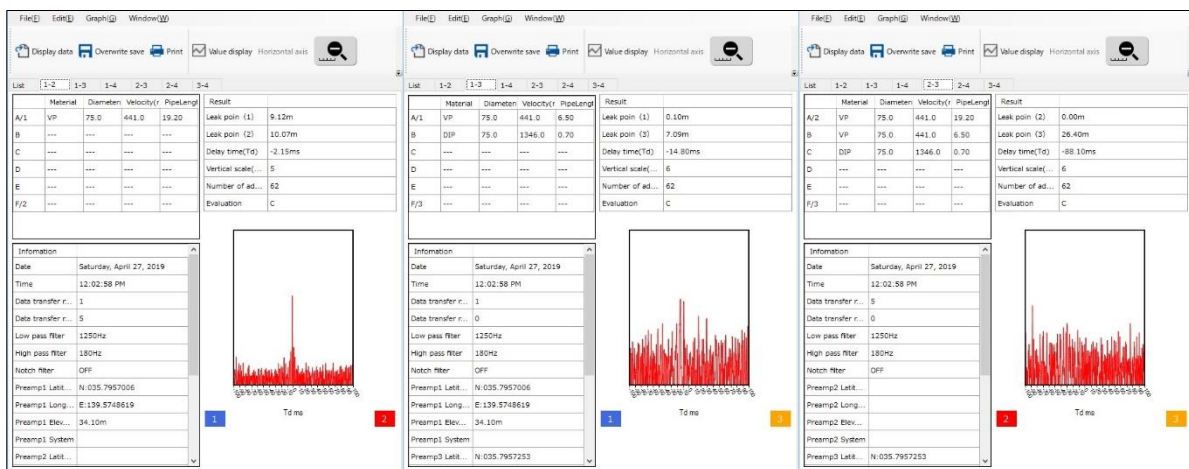 File(F) Edit(E) Graph(G) Window(W)
Display data Overwrite save Print Value display Horizontal axis
List 1-2 1-3 1-4 2-3 2-4 3-4
Material Diameten Velocity(r PipeLengl
A/1 VP 75.0 441.0 19.20
B --- --- --- ---
C --- --- --- ---
D --- --- --- ---
E --- --- --- ---
F/2 --- --- --- ---
Result
Leak poin (1) 9.12m
Leak poin (2) 10.07m
Delay time(Td) -2.15ms
Vertical scale(... 5
Number of ad... 62
Evaluation C
Infomation
Date Saturday, April 27, 2019
Time 12:02:58 PM
Data transfer r... 1
Data transfer r... 5
Low pass filter 1250Hz
High pass filter 180Hz
Notch filter OFF
Preamp1 Latit... N:035.7957006
Preamp1 Long... E:139.5748619
Preamp1 Elev... 34.10m
Preamp1 System
Preamp2 Latit...
Td ms
1 2
File(F) Edit(E) Graph(G) Window(W)
Display data Overwrite save Print Value display Horizontal axis
List 1-2 1-3 1-4 2-3 2-4 3-4
Material Diameten Velocity(r PipeLengl
A/1 VP 75.0 441.0 6.50
B DIP 75.0 1346.0 0.70
C --- --- --- ---
D --- --- --- ---
E --- --- --- ---
F/3 --- --- --- ---
Result
Leak poin (1) 0.10m
Leak poin (3) 7.09m
Delay time(Td) -14.80ms
Vertical scale(... 6
Number of ad... 62
Evaluation C
Infomation
Date Saturday, April 27, 2019
Time 12:02:58 PM
Data transfer r... 1
Data transfer r... 0
Low pass filter 1250Hz
High pass filter 180Hz
Notch filter OFF
Preamp1 Latit... N:035.7957006
Preamp1 Long... E:139.5748619
Preamp1 Elev... 34.10m
Preamp1 System
Preamp3 Latit... N:035.7957253
Td ms
1 3
File(F) Edit(E) Graph(G) Window(W)
Display data Overwrite save Print Value display Horizontal axis
List 1-2 1-3 1-4 2-3 2-4 3-4
Material Diameten Velocity(r PipeLengl
A/2 VP 75.0 441.0 19.20
B VP 75.0 441.0 6.50
C DIP 75.0 1346.0 0.70
D --- --- --- ---
E --- --- --- ---
F/3 --- --- --- ---
Result
Leak poin (2) 0.00m
Leak poin (3) 26.40m
Delay time(Td) -88.10ms
Vertical scale(... 6
Number of ad... 62
Evaluation C
Infomation
Date Saturday, April 27, 2019
Time 12:02:58 PM
Data transfer r... 5
Data transfer r... 0
Low pass filter 1250Hz
High pass filter 180Hz
Notch filter OFF
Preamp2 Latit...
Preamp2 Long...
Preamp2 Elev...
Preamp2 System
Preamp3 Latit... N:035.7957253
Td ms
2 3